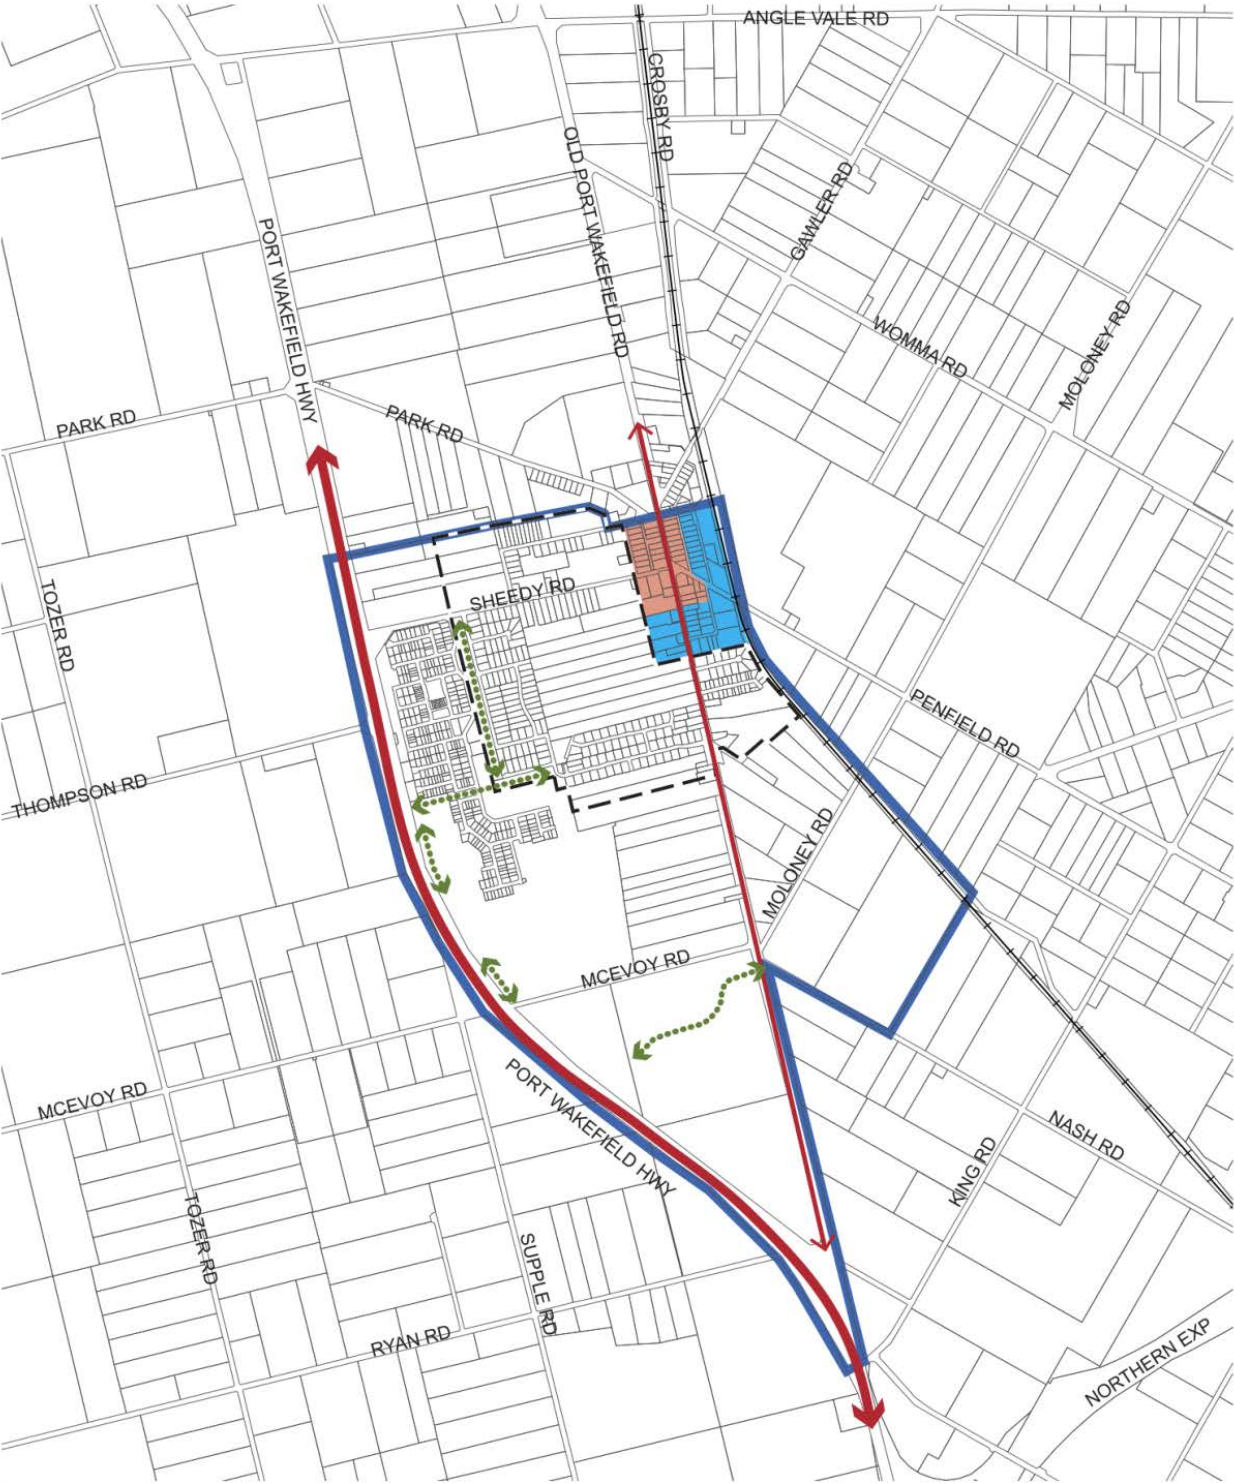 ANGLE VALE RD
CROSBY RD
OLD PORT WAKEFIELD RD
GAWLER RD
PORT WAKEFIELD HWY
WOMMA RD
MOLONEY RD
PARK RD
PARK RD
SHEEDY RD
TOZER RD
PENFIELD RD
THOMPSON RD
MOLONEY RD
MCEVOY RD
PORT WAKEFIELD HWY
MCEVOY RD
NASH RD
KING RD
TOZER RD
SUPPLE RD
RYAN RD
NORTHERN EXP